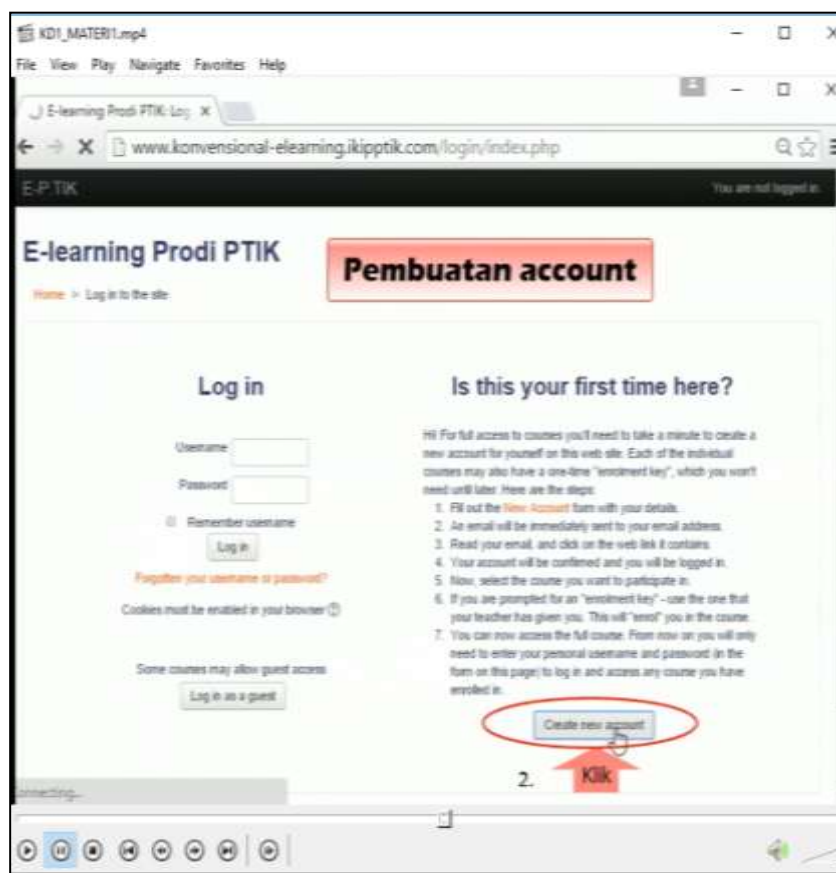 KD1_MATERI1.mp4
File View Play Navigate Favorites Help
E-learning Prodi PTIK: Log
www.konvensional-elearning.ikipptik.com/login/index.php
E-P.TIK
You are not logged in.
E-learning Prodi PTIK
Pembuatan account
Home > Log in to the site
Log in
Username
Password
Remember username
Log in
Forgotten your username or password?
Cookies must be enabled in your browser
Some courses may allow guest access
Log in as a guest
Is this your first time here?
Hi! For full access to courses you'll need to take a minute to create a
new account for yourself on this web site. Each of the individual
courses may also have a one-time "enrolment key", which you won't
need until later. Here are the steps:
1. Fill out the New Account form with your details.
2. An email will be immediately sent to your email address.
3. Read your email, and click on the web link it contains.
4. Your account will be confirmed and you will be logged in.
5. Now, select the course you want to participate in.
6. If you are prompted for an "enrolment key" - use the one that
your teacher has given you. This will "enrol" you in the course.
7. You can now access the full course. From now on you will only
need to enter your personal username and password (in the
form on this page) to log in and access any course you have
enrolled in.
Create new account
2. Klik
Connecting...